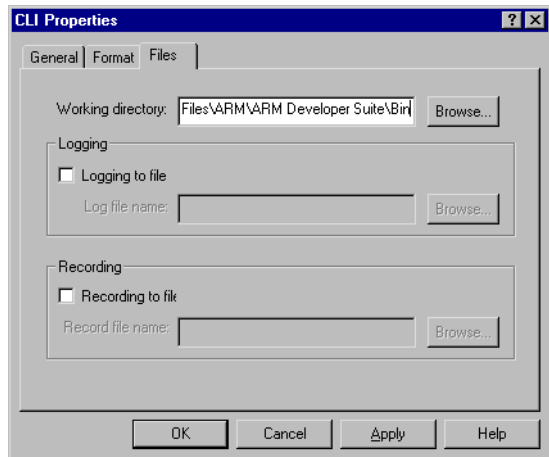 CLI Properties
General Format Files
Working directory: Files\ARM\ARM Developer Suite\Bin Browse...
Logging
Logging to file
Log file name: Browse...
Recording
Recording to file
Record file name: Browse...
OK Cancel Apply Help